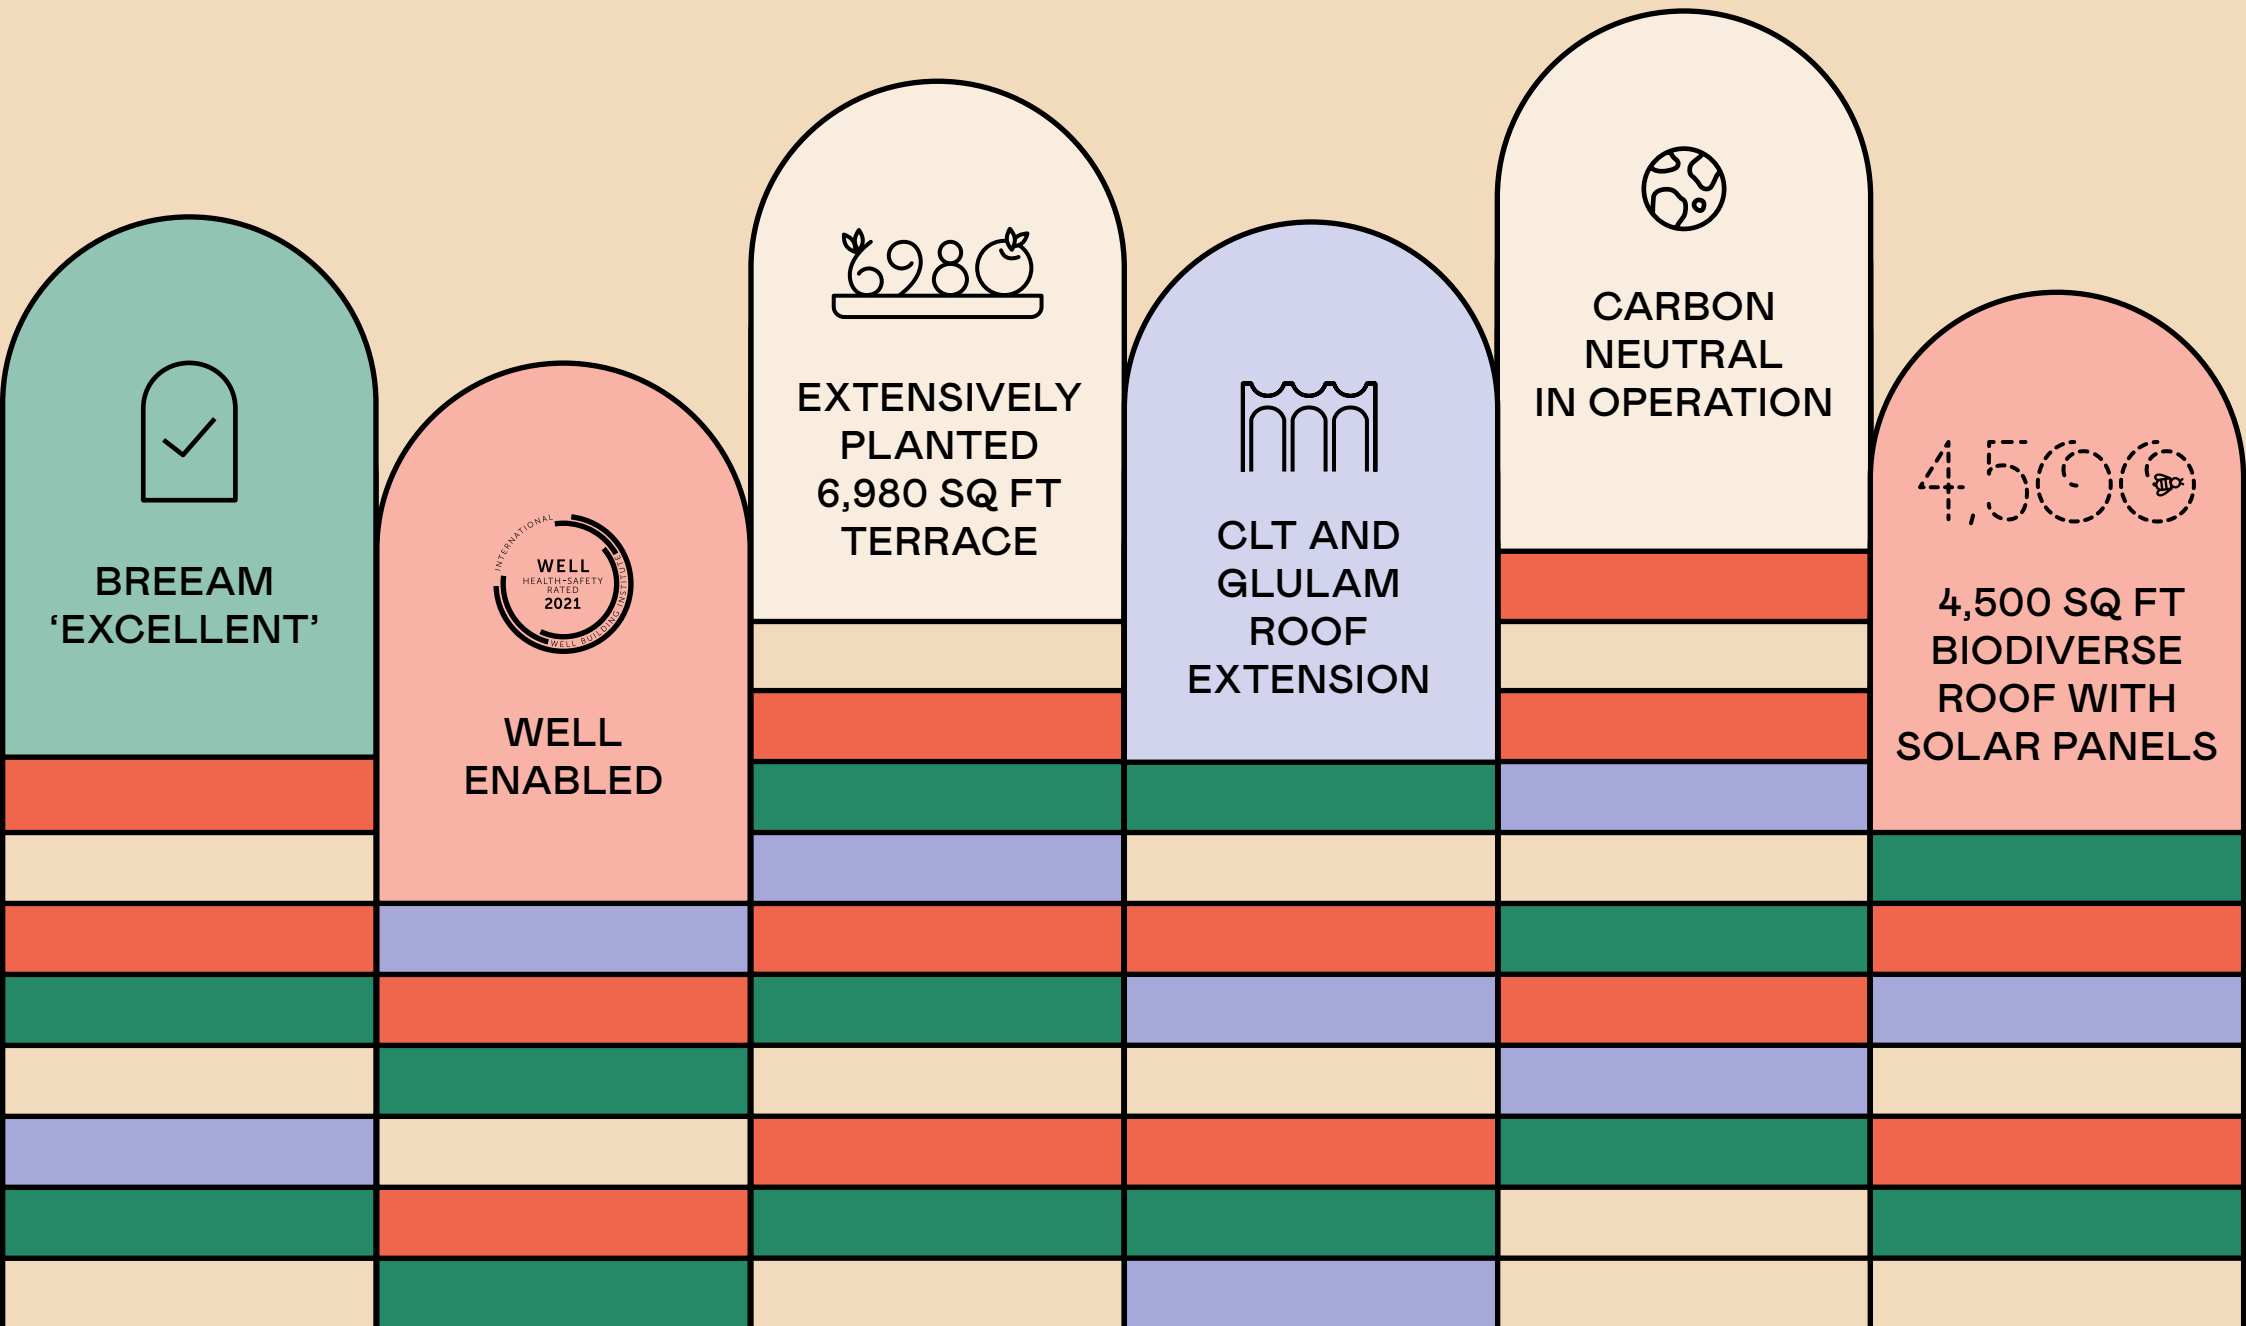 BREEAM
‘EXCELLENT’
INTERNATIONAL
WELL BUILDING INSTITUTE
WELL
HEALTH-SAFETY
RATED
2021
WELL
ENABLED
6980
EXTENSIVELY
PLANTED
6,980 SQ FT
TERRACE
CLT AND
GLULAM
ROOF
EXTENSION
CARBON
NEUTRAL
IN OPERATION
4,500
4,500 SQ FT
BIODIVERSE
ROOF WITH
SOLAR PANELS